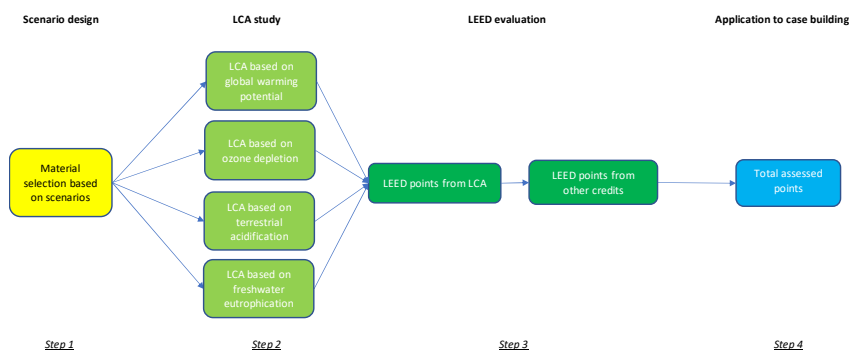 Scenario design
LCA study
LEED evaluation
Application to case building
Material
selection based
on scenarios
LCA based on
global warming
potential
LCA based on
ozone depletion
LCA based on
terrestrial
acidification
LCA based on
freshwater
eutrophication
LEED points from LCA
LEED points from
other credits
Total assessed
points
Step 1
Step 2
Step 3
Step 4